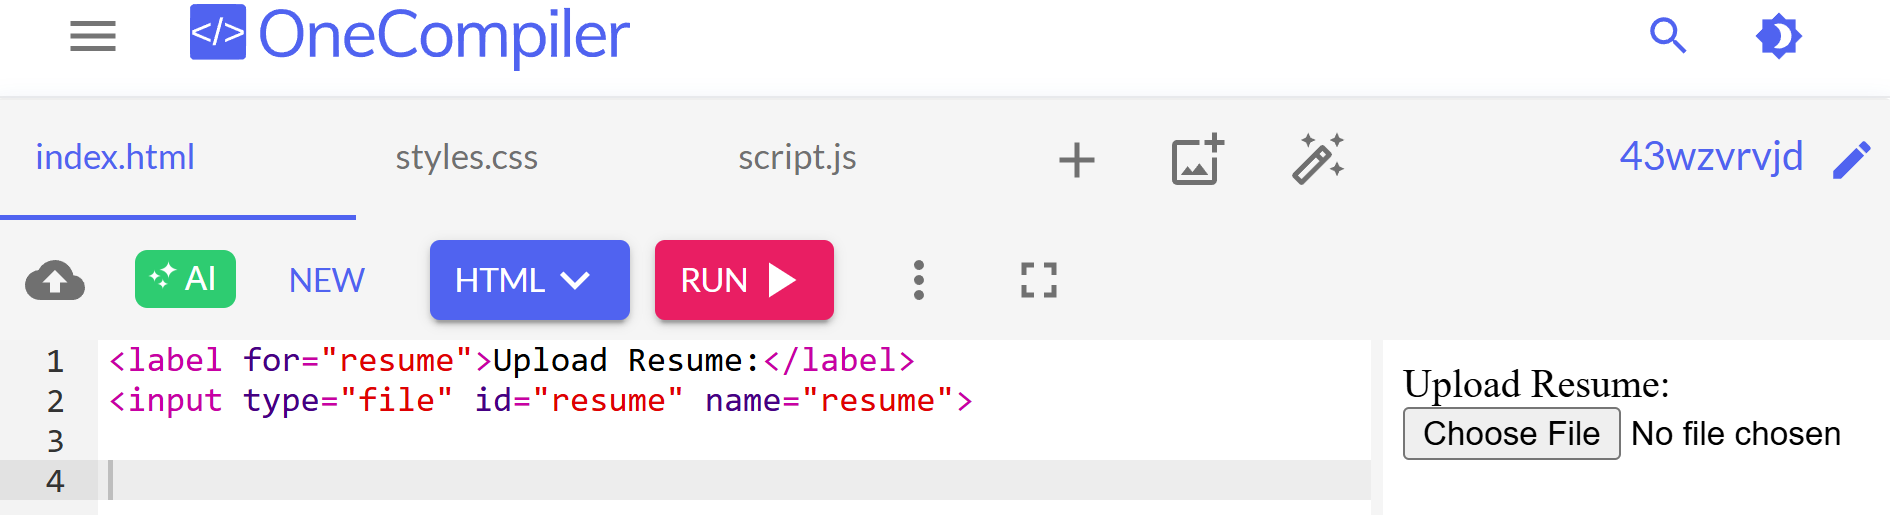 </> OneCompiler
index.html styles.css script.js 43wzvrvjd
AI NEW HTML RUN
1 <label for="resume">Upload Resume:</label>
2 <input type="file" id="resume" name="resume">
3
4
Upload Resume:
Choose File No file chosen